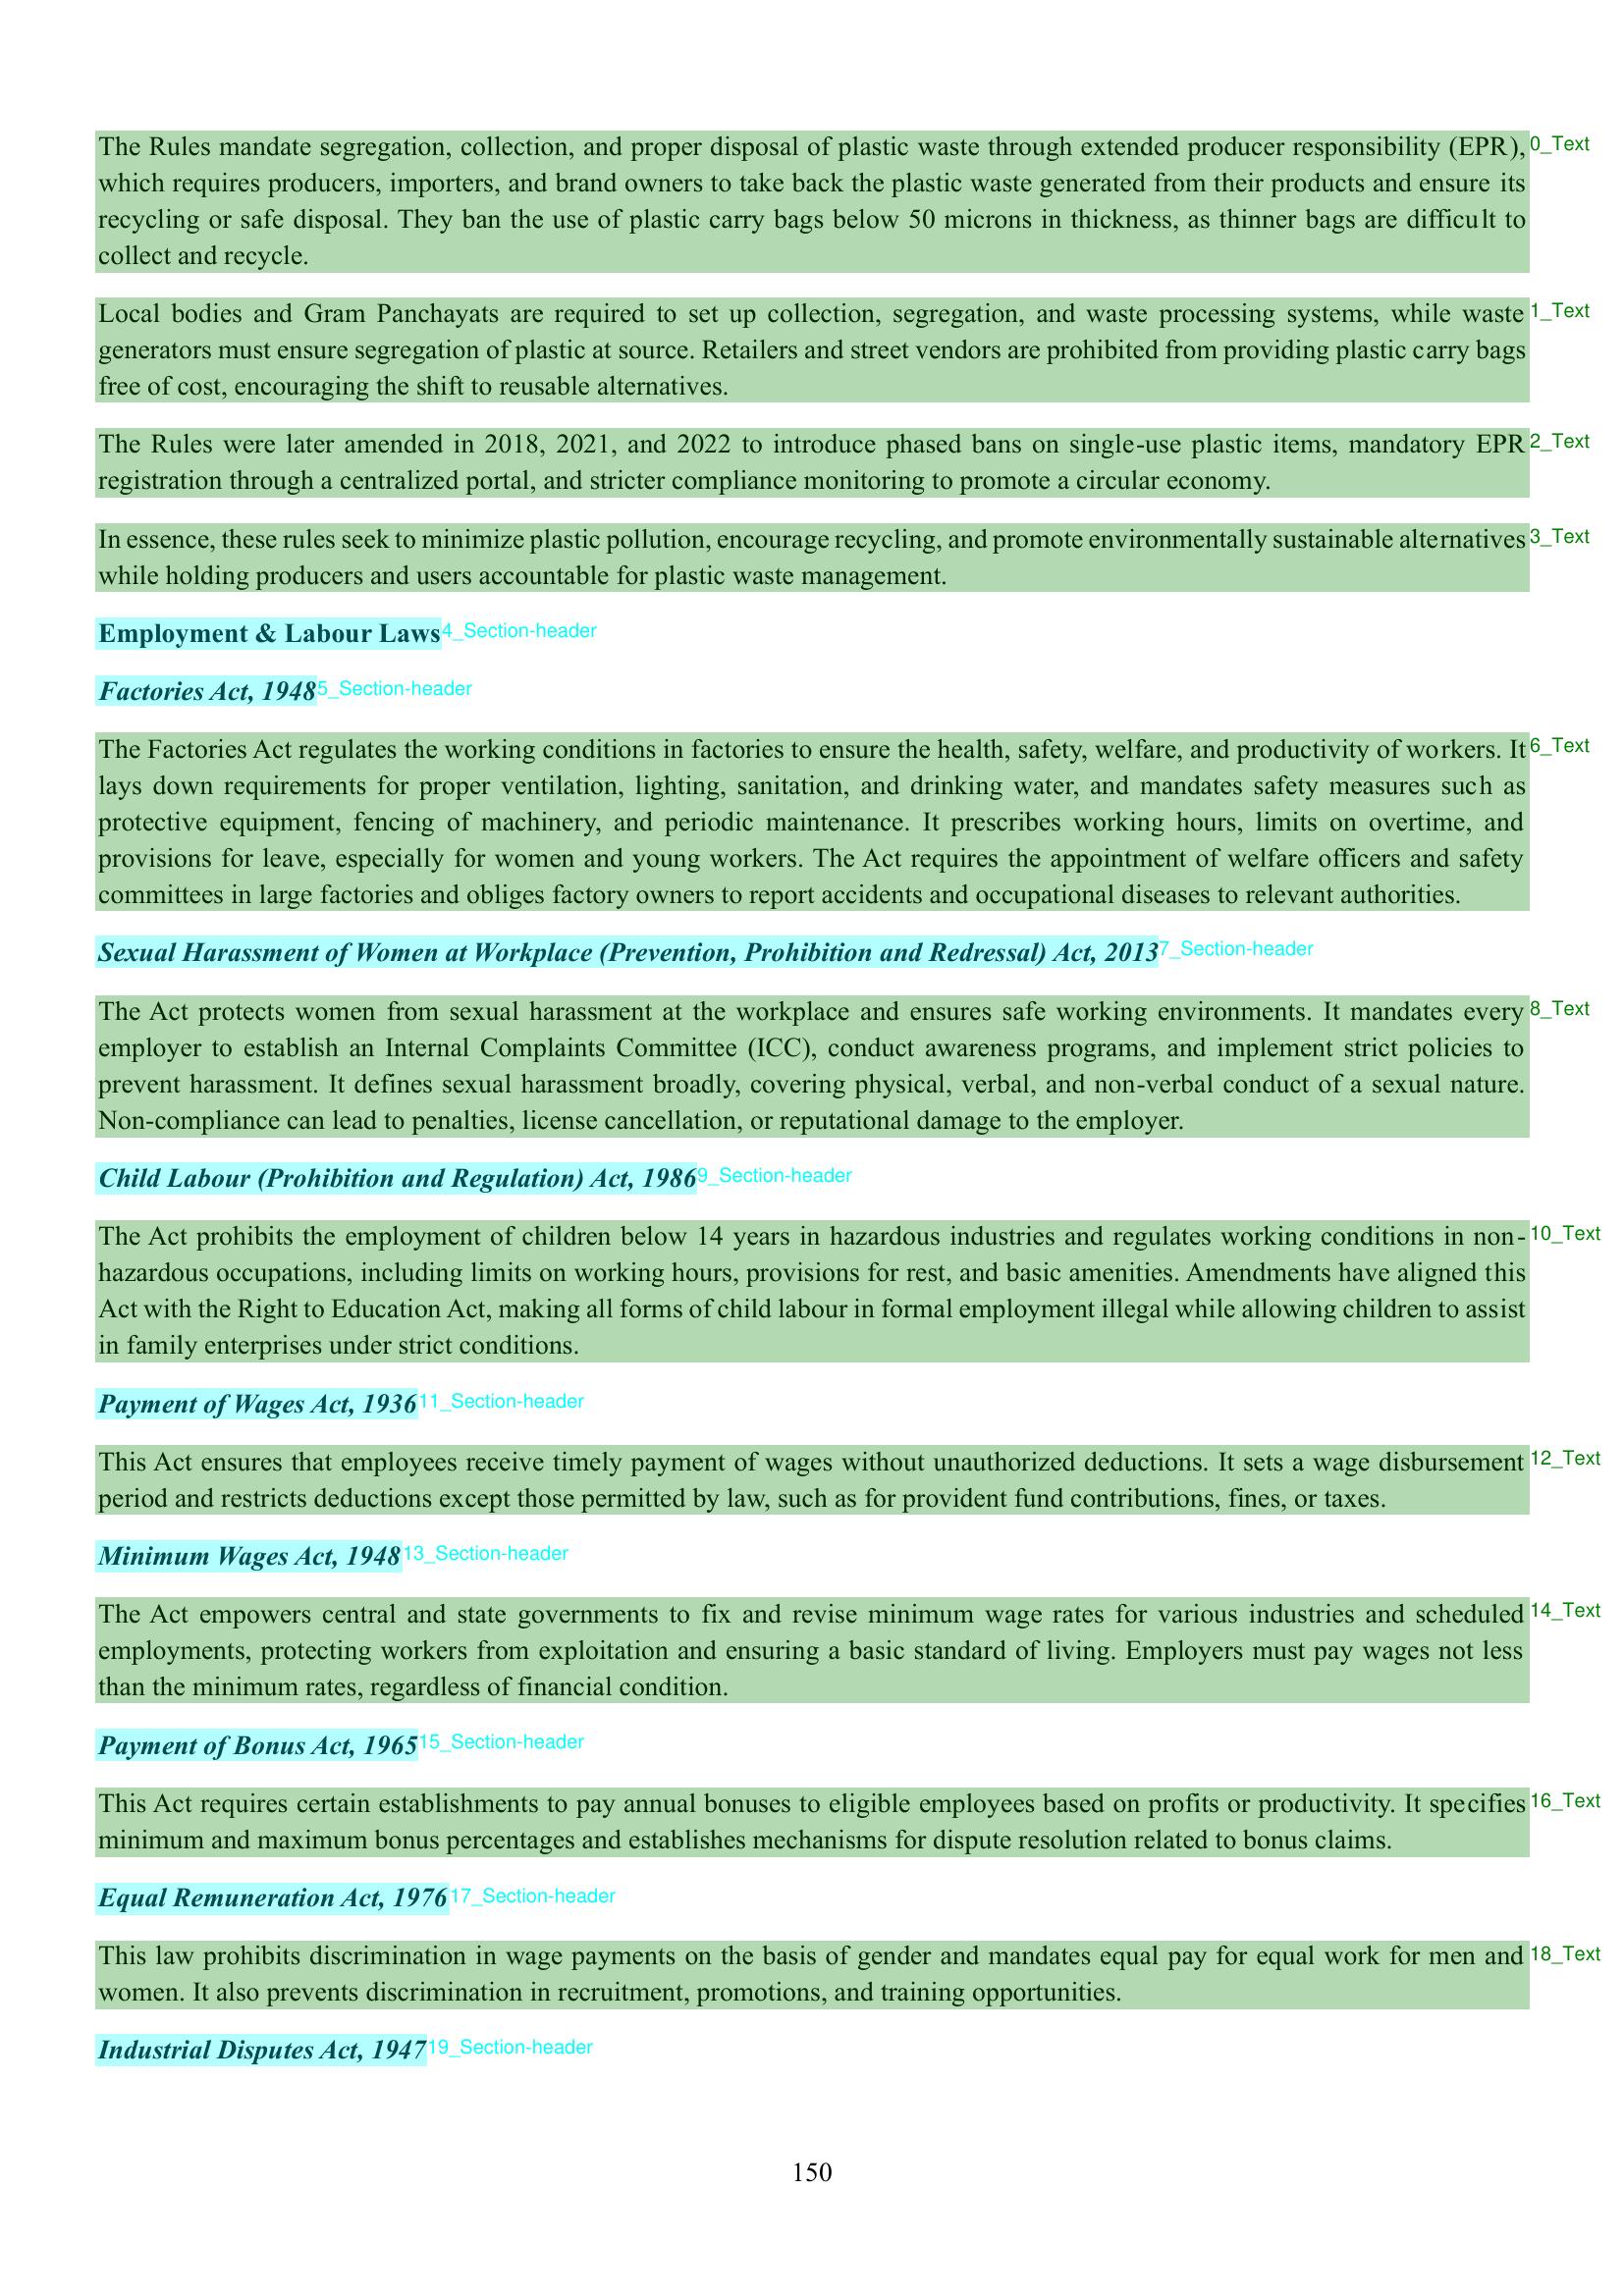 The Rules mandate segregation, collection, and proper disposal of plastic waste through extended producer responsibility (EPR), 0_Text
which requires producers, importers, and brand owners to take back the plastic waste generated from their products and ensure its
recycling or safe disposal. They ban the use of plastic carry bags below 50 microns in thickness, as thinner bags are difficult to
collect and recycle.
Local bodies and Gram Panchayats are required to set up collection, segregation, and waste processing systems, while waste 1_Text
generators must ensure segregation of plastic at source. Retailers and street vendors are prohibited from providing plastic carry bags
free of cost, encouraging the shift to reusable alternatives.
The Rules were later amended in 2018, 2021, and 2022 to introduce phased bans on single-use plastic items, mandatory EPR 2_Text
registration through a centralized portal, and stricter compliance monitoring to promote a circular economy.
In essence, these rules seek to minimize plastic pollution, encourage recycling, and promote environmentally sustainable alternatives 3_Text
while holding producers and users accountable for plastic waste management.
Employment & Labour Laws 4_Section-header
Factories Act, 1948 5_Section-header
The Factories Act regulates the working conditions in factories to ensure the health, safety, welfare, and productivity of workers. It 6_Text
lays down requirements for proper ventilation, lighting, sanitation, and drinking water, and mandates safety measures such as
protective equipment, fencing of machinery, and periodic maintenance. It prescribes working hours, limits on overtime, and
provisions for leave, especially for women and young workers. The Act requires the appointment of welfare officers and safety
committees in large factories and obliges factory owners to report accidents and occupational diseases to relevant authorities.
Sexual Harassment of Women at Workplace (Prevention, Prohibition and Redressal) Act, 2013 7_Section-header
The Act protects women from sexual harassment at the workplace and ensures safe working environments. It mandates every 8_Text
employer to establish an Internal Complaints Committee (ICC), conduct awareness programs, and implement strict policies to
prevent harassment. It defines sexual harassment broadly, covering physical, verbal, and non-verbal conduct of a sexual nature.
Non-compliance can lead to penalties, license cancellation, or reputational damage to the employer.
Child Labour (Prohibition and Regulation) Act, 1986 9_Section-header
The Act prohibits the employment of children below 14 years in hazardous industries and regulates working conditions in non- 10_Text
hazardous occupations, including limits on working hours, provisions for rest, and basic amenities. Amendments have aligned this
Act with the Right to Education Act, making all forms of child labour in formal employment illegal while allowing children to assist
in family enterprises under strict conditions.
Payment of Wages Act, 1936 11_Section-header
This Act ensures that employees receive timely payment of wages without unauthorized deductions. It sets a wage disbursement 12_Text
period and restricts deductions except those permitted by law, such as for provident fund contributions, fines, or taxes.
Minimum Wages Act, 1948 13_Section-header
The Act empowers central and state governments to fix and revise minimum wage rates for various industries and scheduled 14_Text
employments, protecting workers from exploitation and ensuring a basic standard of living. Employers must pay wages not less
than the minimum rates, regardless of financial condition.
Payment of Bonus Act, 1965 15_Section-header
This Act requires certain establishments to pay annual bonuses to eligible employees based on profits or productivity. It specifies 16_Text
minimum and maximum bonus percentages and establishes mechanisms for dispute resolution related to bonus claims.
Equal Remuneration Act, 1976 17_Section-header
This law prohibits discrimination in wage payments on the basis of gender and mandates equal pay for equal work for men and 18_Text
women. It also prevents discrimination in recruitment, promotions, and training opportunities.
Industrial Disputes Act, 1947 19_Section-header
150